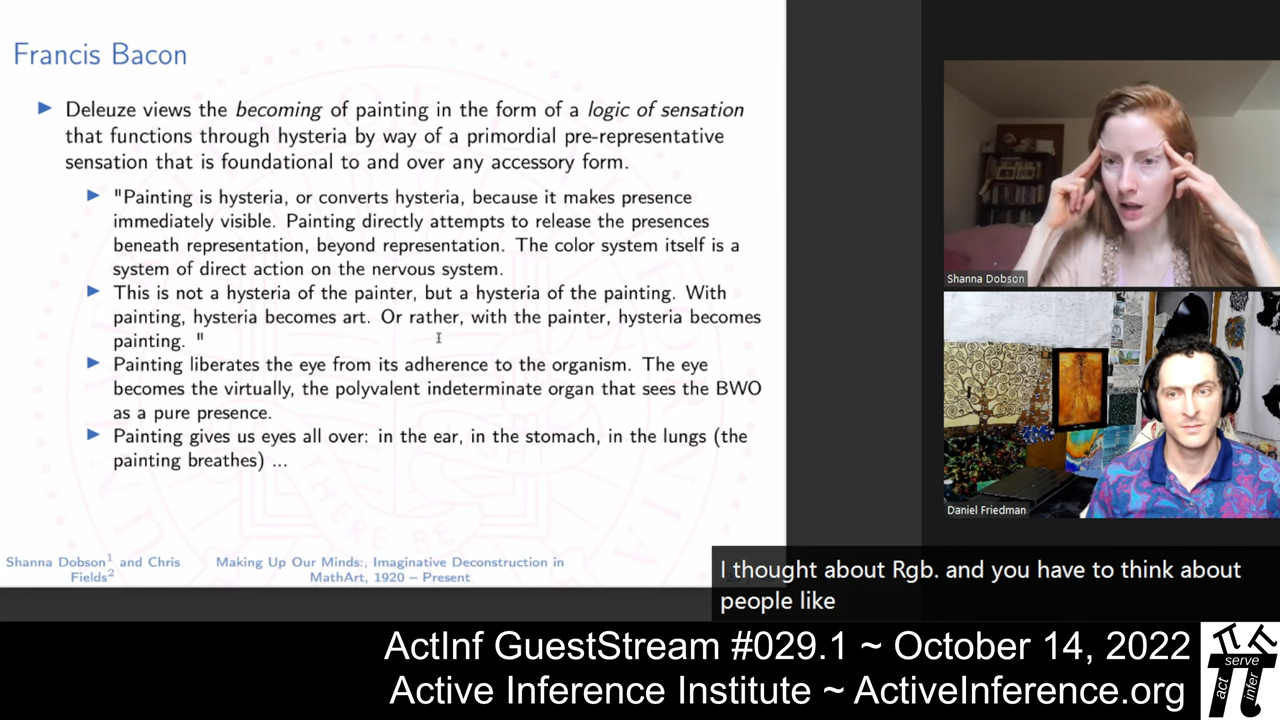 Francis Bacon
Deleuze views the becoming of painting in the form of a logic of sensation
that functions through hysteria by way of a primordial pre-representative
sensation that is foundational to and over any accessory form.
"Painting is hysteria, or converts hysteria, because it makes presence
immediately visible. Painting directly attempts to release the presences
beneath representation, beyond representation. The color system itself is a
system of direct action on the nervous system.
This is not a hysteria of the painter, but a hysteria of the painting. With
painting, hysteria becomes art. Or rather, with the painter, hysteria becomes
painting. "
Painting liberates the eye from its adherence to the organism. The eye
becomes the virtually, the polyvalent indeterminate organ that sees the BWO
as a pure presence.
Painting gives us eyes all over: in the ear, in the stomach, in the lungs (the
painting breathes) ...
Shanna Dobson¹ and Chris
Fields²
Making Up Our Minds:, Imaginative Deconstruction in
MathArt, 1920 – Present
Shanna Dobson
Daniel Friedman
I thought about Rgb. and you have to think about
people like
ActInf GuestStream #029.1 ~ October 14, 2022
Active Inference Institute ~ ActiveInference.org
serve
act
infer